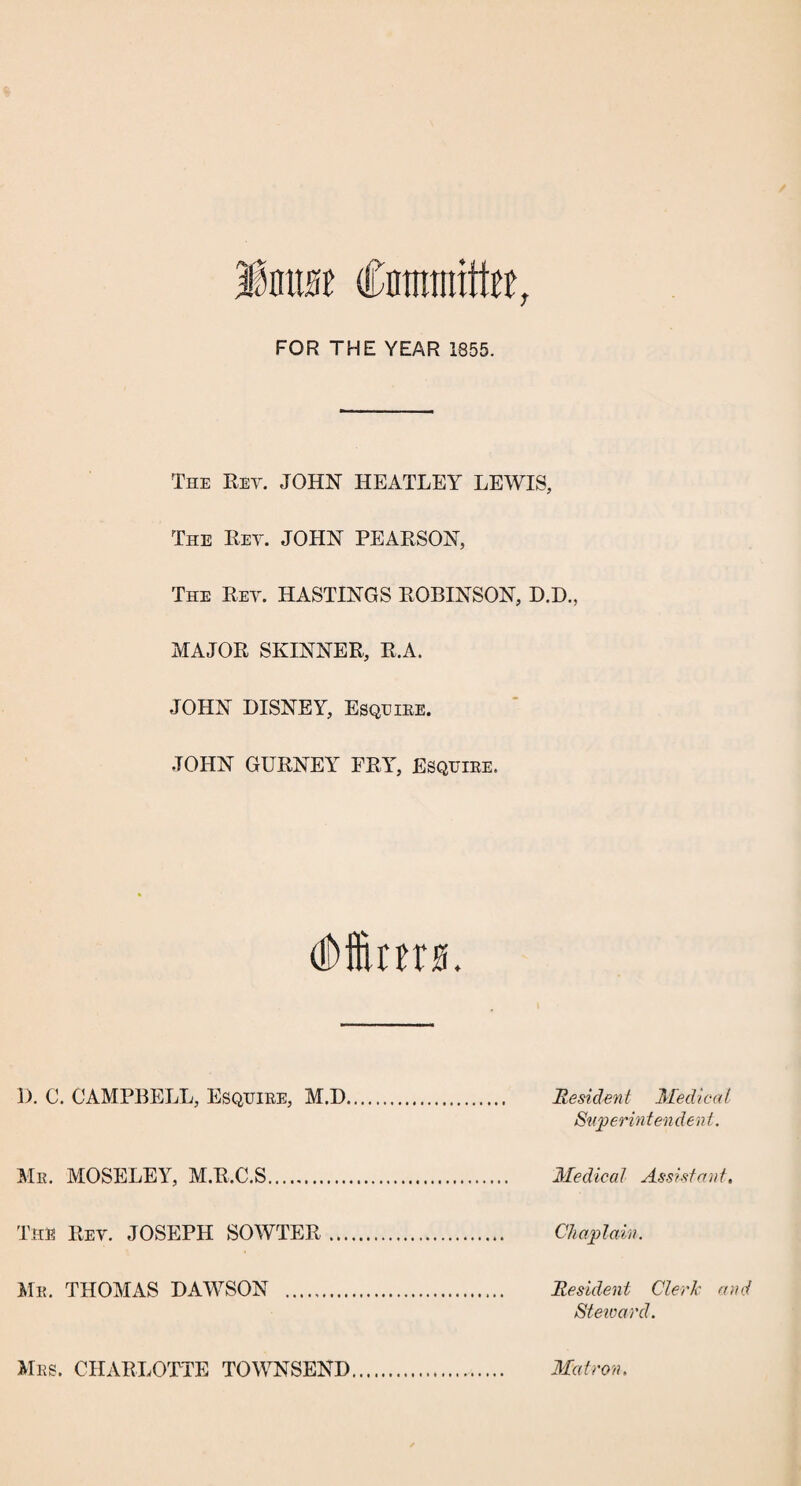 House Committee,
FOR THE YEAR 1855.
THE REV. JOHN HEATLEY LEWIS,
THE REV. JOHN PEARSON,
THE REV. HASTINGS ROBINSON, D.D.,
MAJOR SKINNER, R.A.
JOHN DISNEY, ESQUIRE.
JOHN GURNEY FRY, ESQUIRE.
Officers.
D. C. CAMPBELL, ESQUIRE, M.D........................ Resident Medical
Superintendent.
MR. MOSELEY, M.R.C.S.................................... Medical Assistant.
THE REV. JOSEPH SOWTER .......................... Chaplain.
MR. THOMAS DAWSON ................................ Resident Clerk and
Steward.
MRS. CHARLOTTE TOWNSEND....................... Matron.